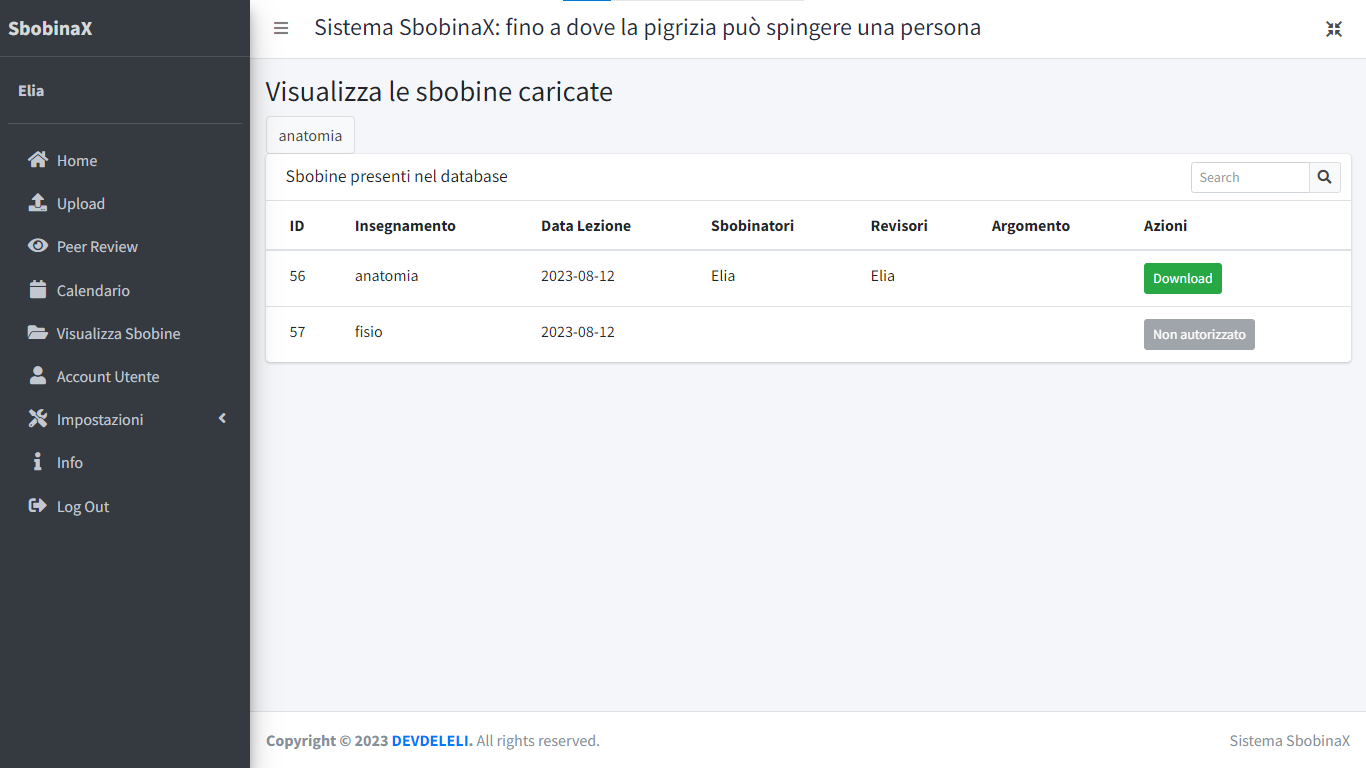 SbobinaX
Sistema SbobinaX: fino a dove la pigrizia può spingere una persona
Elia
Home
Upload
Peer Review
Calendario
Visualizza Sbobine
Account Utente
Impostazioni
Info
Log Out
Visualizza le sbobine caricate
anatomia
Sbobine presenti nel database
Search
ID Insegnamento Data Lezione Sbobinatori Revisori Argomento Azioni
56 anatomia 2023-08-12 Elia Elia Download
57 fisio 2023-08-12 Non autorizzato
Copyright © 2023 DEVDELELI. All rights reserved.
Sistema SbobinaX